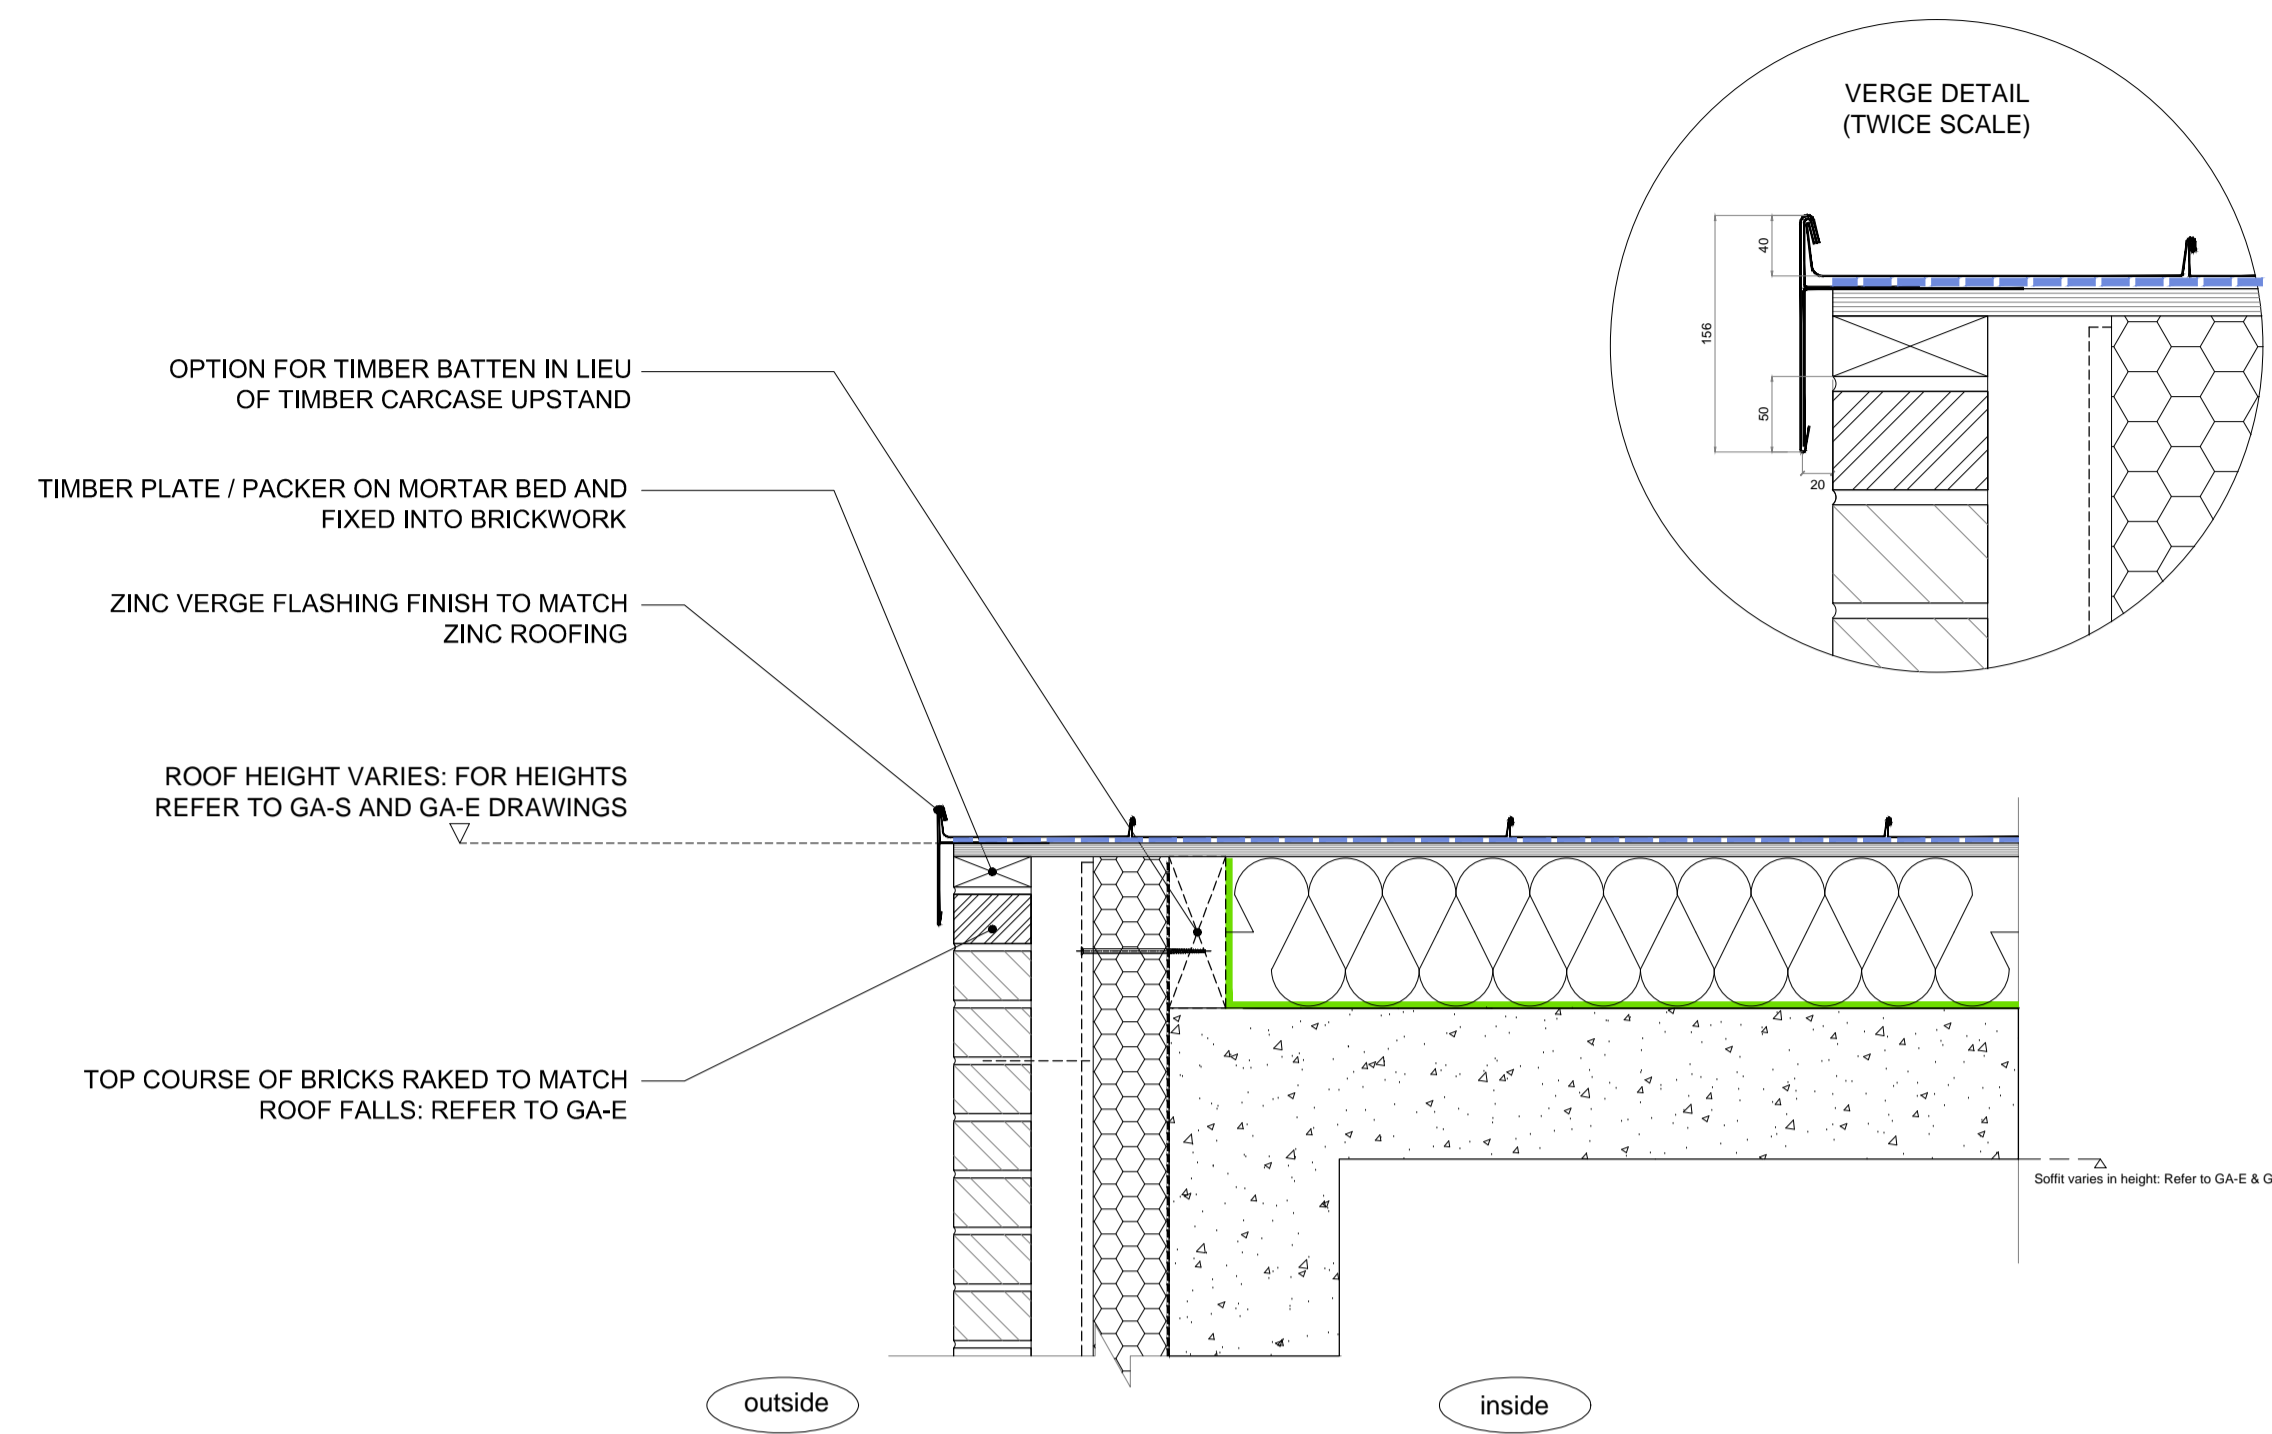 VERGE DETAIL
(TWICE SCALE)
40
156
50
20
OPTION FOR TIMBER BATTEN IN LIEU
OF TIMBER CARCASE UPSTAND
TIMBER PLATE / PACKER ON MORTAR BED AND
FIXED INTO BRICKWORK
ZINC VERGE FLASHING FINISH TO MATCH
ZINC ROOFING
ROOF HEIGHT VARIES: FOR HEIGHTS
REFER TO GA-S AND GA-E DRAWINGS
TOP COURSE OF BRICKS RAKED TO MATCH
ROOF FALLS: REFER TO GA-E
Soffit varies in height: Refer to GA-E & G
outside
inside